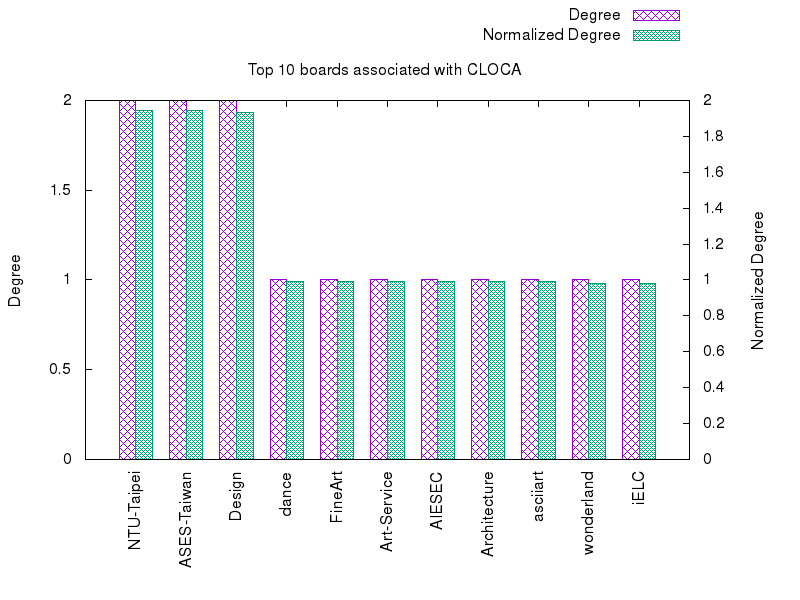 Degree
Normalized Degree
Top 10 boards associated with CLOCA
2
1.5
1
0.5
0
Degree
2
1.8
1.6
1.4
1.2
1
0.8
0.6
0.4
0.2
0
Normalized Degree
NTU-Taipei
ASES-Taiwan
Design
dance
FineArt
Art-Service
AIESEC
Architecture
asciiart
wonderland
iELC